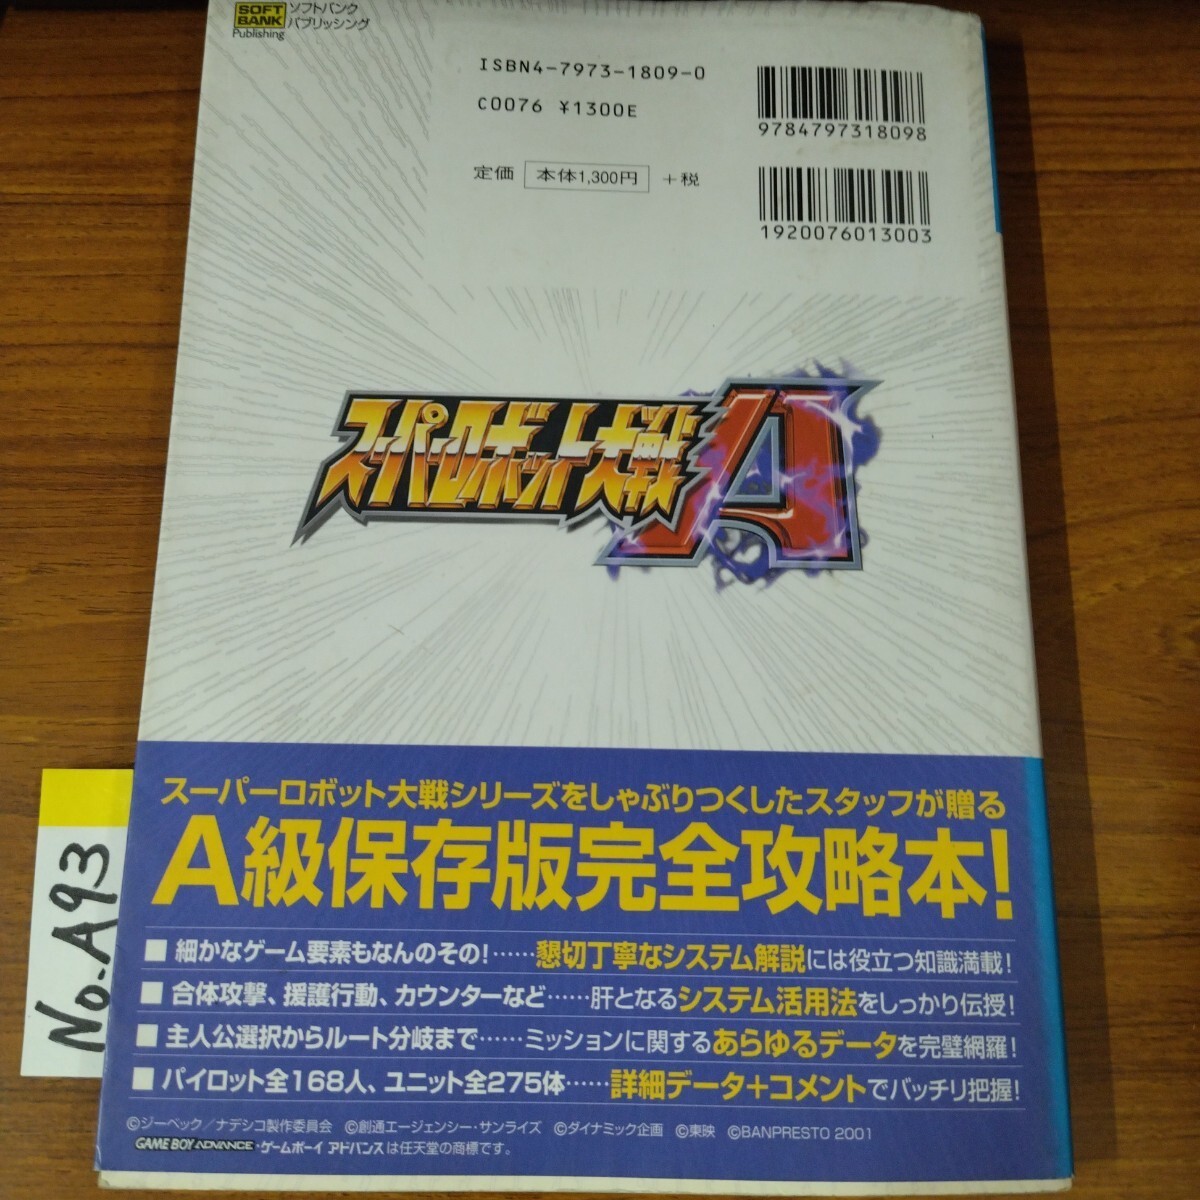 SOFT
BANK
Publishing
ソフトバンク
パブリッシング
ISBN4-7973-1809-0
C0076 ¥1300E
定価 本体1,300円 +税
9784797318098
1920076013003
スーパーロボット大戦A
スーパーロボット大戦シリーズをしゃぶりつくしたスタッフが贈る
A級保存版完全攻略本!
■ 細かなゲーム要素もなんのその!……懇切丁寧なシステム解説には役立つ知識満載!
■ 合体攻撃、援護行動、カウンターなど……肝となるシステム活用法をしっかり伝授!
■ 主人公選択からルート分岐まで……ミッションに関するあらゆるデータを完璧網羅!
■ パイロット全168人、ユニット全275体……詳細データ+コメントでバッチリ把握!
©ジーベック/ナデシコ製作委員会 ©創通エージェンシー・サンライズ ©ダイナミック企画 ©東映 ©BANPRESTO 2001
GAME BOY ADVANCE・ゲームボーイ アドバンスは任天堂の商標です。
No.A93